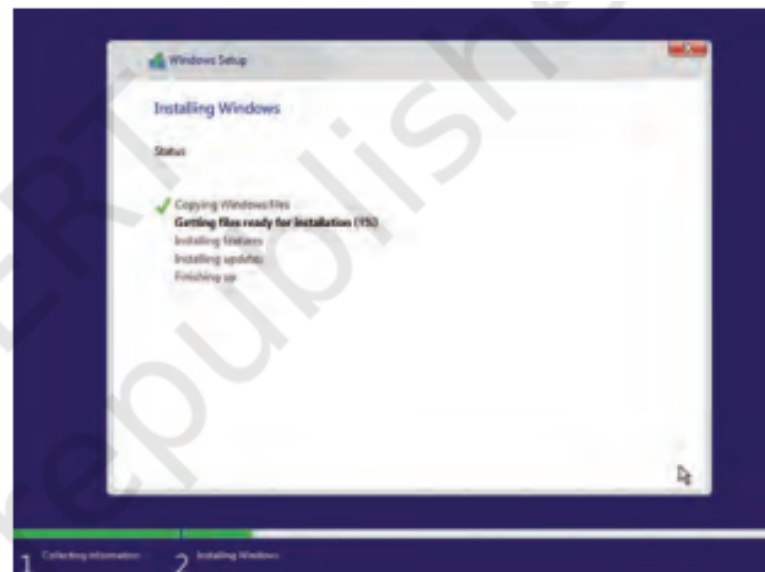 Windows Setup
Installing Windows
Status
Copying Windows files
Getting files ready for installation
Installing features
Installing updates
Finishing up
1 Collecting information
2 Installing Windows
republishe